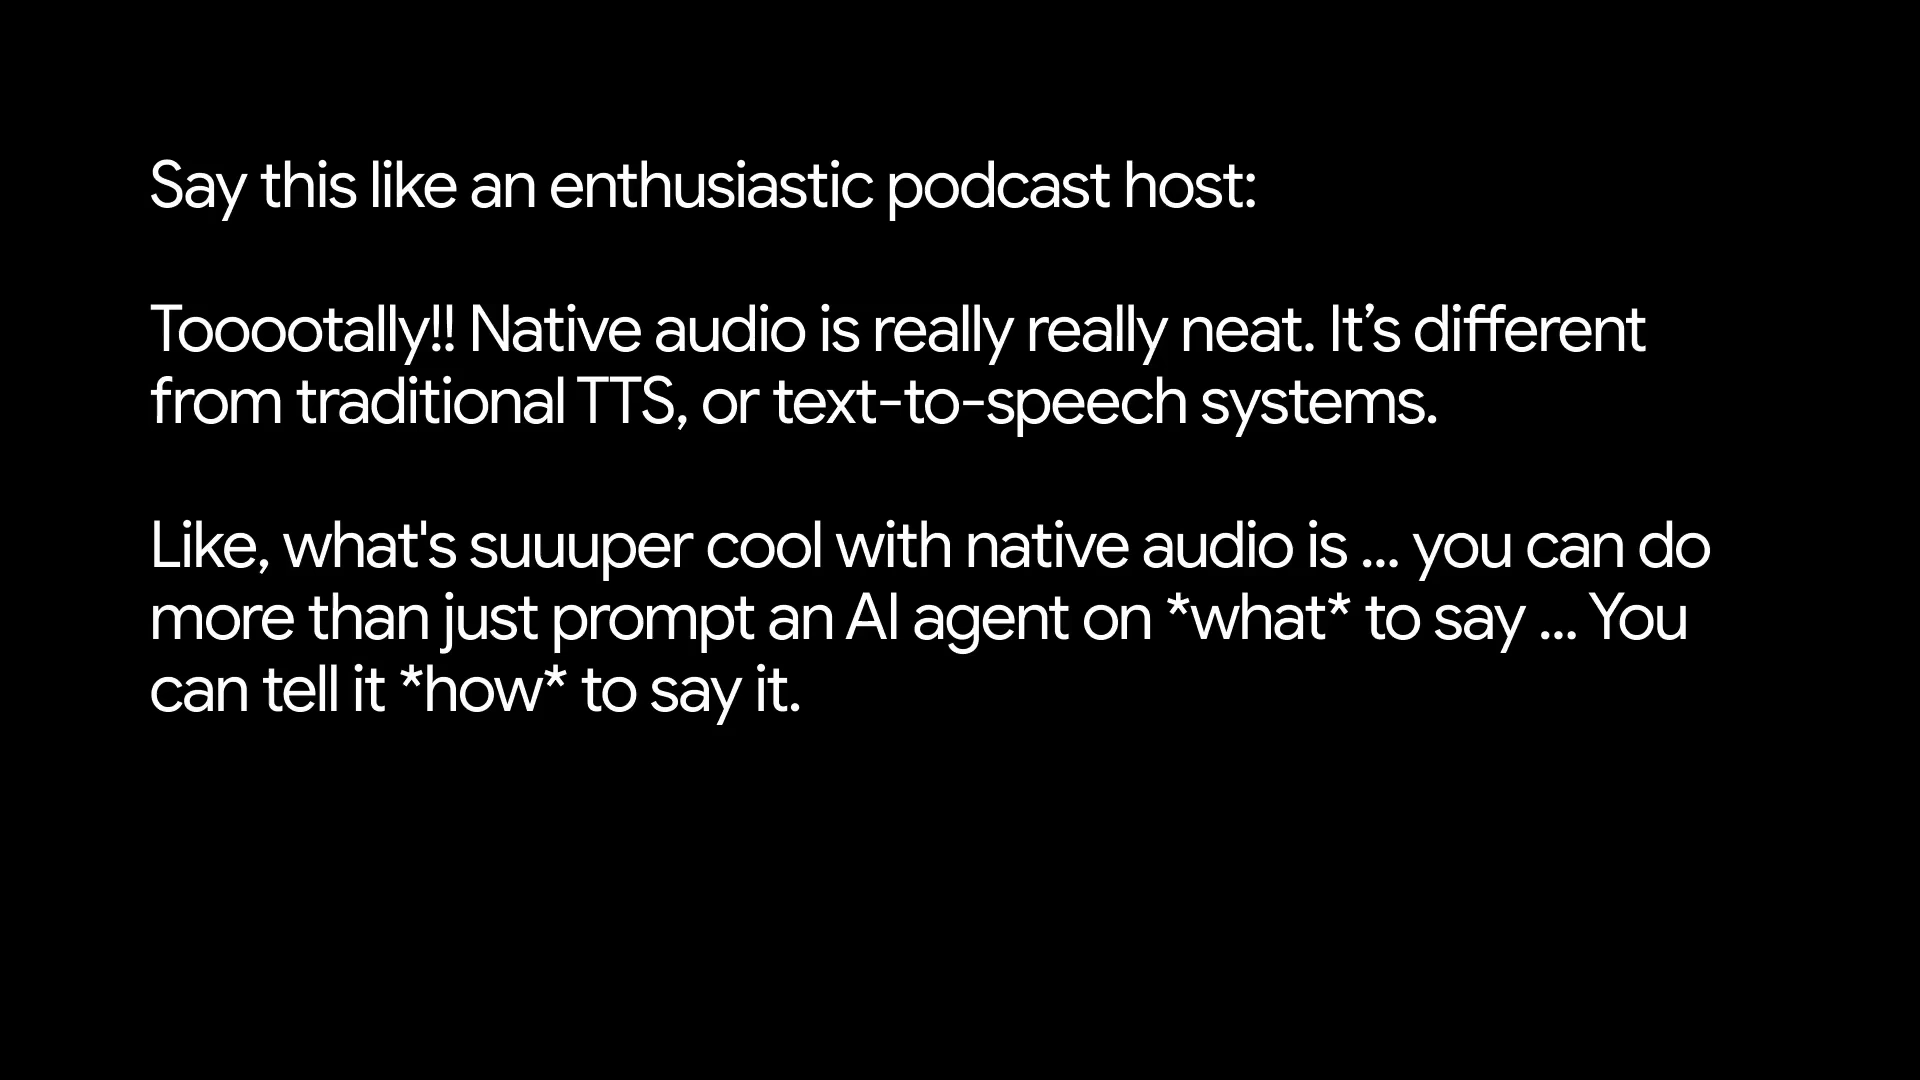 Say this like an enthusiastic podcast host:
Tooootally!! Native audio is really really neat. It’s different
from traditional TTS, or text-to-speech systems.
Like, what's suuuper cool with native audio is ... you can do
more than just prompt an AI agent on *what* to say ... You
can tell it *how* to say it.